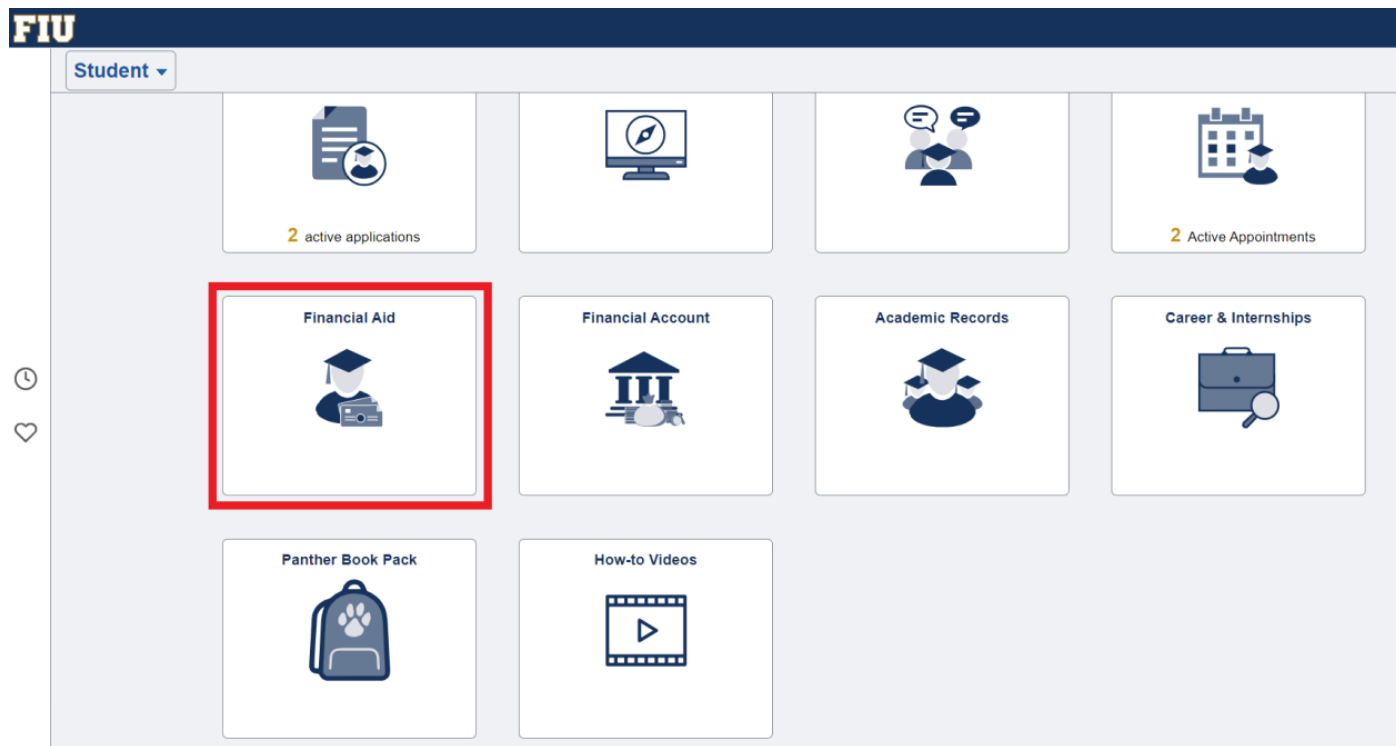 FIU
Student
2 active applications
2 Active Appointments
Financial Aid
Financial Account
Academic Records
Career & Internships
Panther Book Pack
How-to Videos